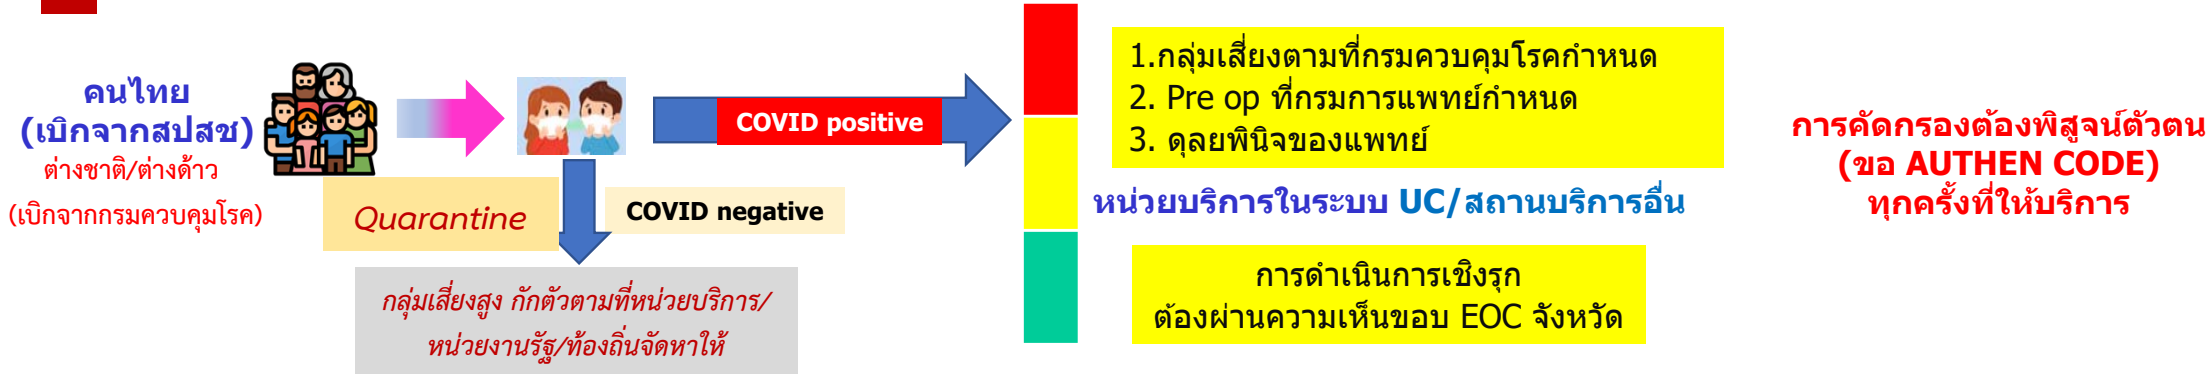 คนไทย
(เบิกจากสปสช)
ต่างชาติ/ต่างด้าว
(เบิกจากกรมควบคุมโรค)
Quarantine
COVID positive
COVID negative
กลุ่มเสี่ยงสูง กักตัวตามที่หน่วยบริการ/
หน่วยงานรัฐ/ท้องถิ่นจัดหาให้
1.กลุ่มเสี่ยงตามที่กรมควบคุมโรคกำหนด
2. Pre op ที่กรมการแพทย์กำหนด
3. ดุลยพินิจของแพทย์
หน่วยบริการในระบบ UC/สถานบริการอื่น
การดำเนินการเชิงรุก
ต้องผ่านความเห็นขอบ EOC จังหวัด
การคัดกรองต้องพิสูจน์ตัวตน
(ขอ AUTHEN CODE)
ทุกครั้งที่ให้บริการ